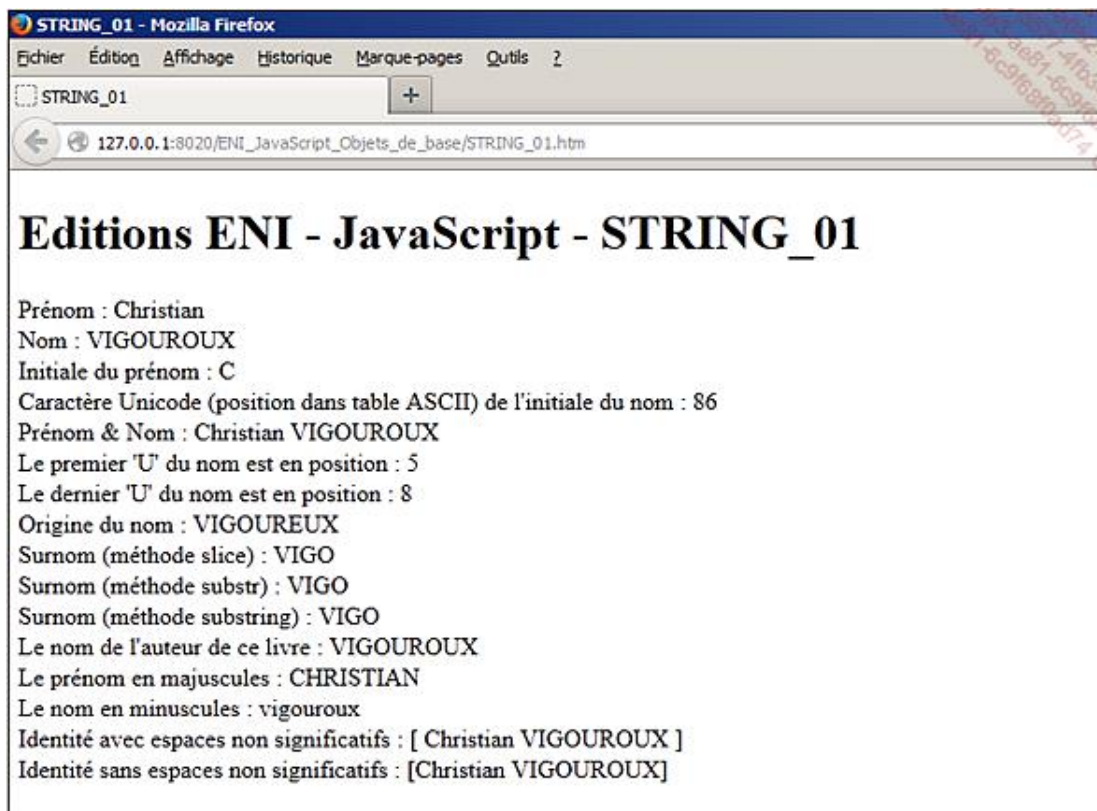 STRING_01 - Mozilla Firefox
Fichier Édition Affichage Historique Marque-pages Outils ?
STRING_01 +
127.0.0.1:8020/ENI_JavaScript_Objets_de_base/STRING_01.htm
Editions ENI - JavaScript - STRING_01
Prénom : Christian
Nom : VIGOUROUX
Initiale du prénom : C
Caractère Unicode (position dans table ASCII) de l'initiale du nom : 86
Prénom & Nom : Christian VIGOUROUX
Le premier 'U' du nom est en position : 5
Le dernier 'U' du nom est en position : 8
Origine du nom : VIGOUREUX
Surnom (méthode slice) : VIGO
Surnom (méthode substr) : VIGO
Surnom (méthode substring) : VIGO
Le nom de l'auteur de ce livre : VIGOUROUX
Le prénom en majuscules : CHRISTIAN
Le nom en minuscules : vigouroux
Identité avec espaces non significatifs : [ Christian VIGOUROUX ]
Identité sans espaces non significatifs : [Christian VIGOUROUX]